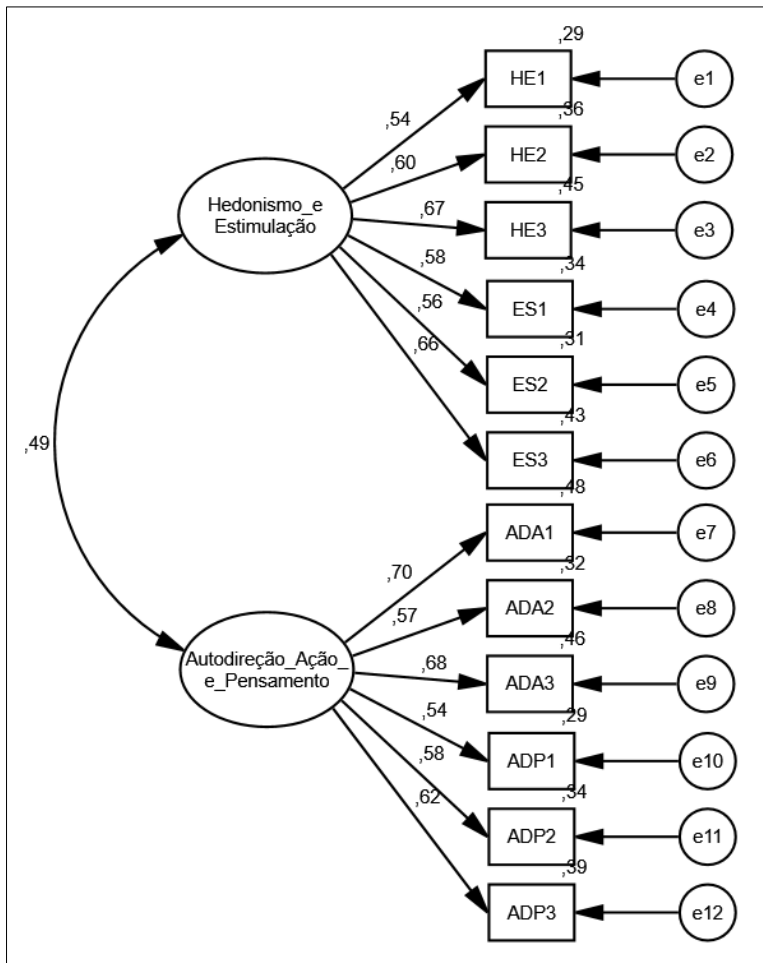 ,29
HE1
e1
,54
,36
HE2
e2
,60
,45
Hedonismo_e
Estimulação
HE3
e3
,67
,34
,58
ES1
e4
,56
,31
,66
ES2
e5
,43
,49
ES3
e6
,48
ADA1
e7
,70
,32
ADA2
e8
,57
,46
Autodireção_Ação_
e_Pensamento
ADA3
e9
,68
,29
,54
ADP1
e10
,58
,34
,62
ADP2
e11
,39
ADP3
e12